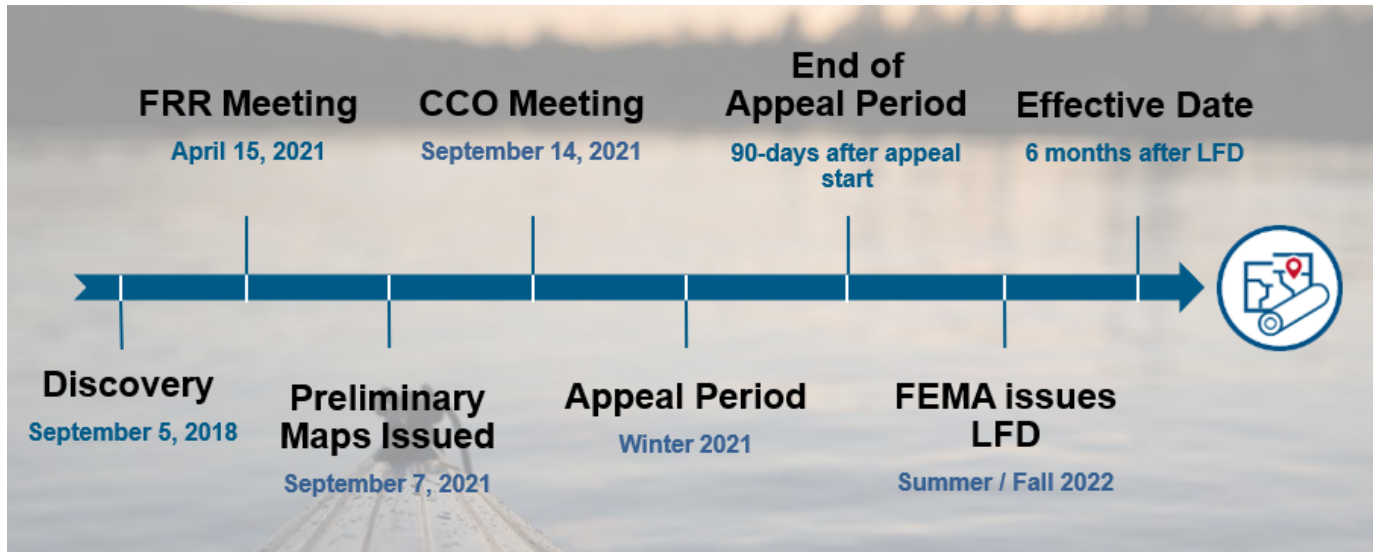 FRR Meeting
April 15, 2021
CCO Meeting
September 14, 2021
End of
Appeal Period
90-days after appeal
start
Effective Date
6 months after LFD
Discovery
September 5, 2018
Preliminary
Maps Issued
September 7, 2021
Appeal Period
Winter 2021
FEMA issues
LFD
Summer / Fall 2022